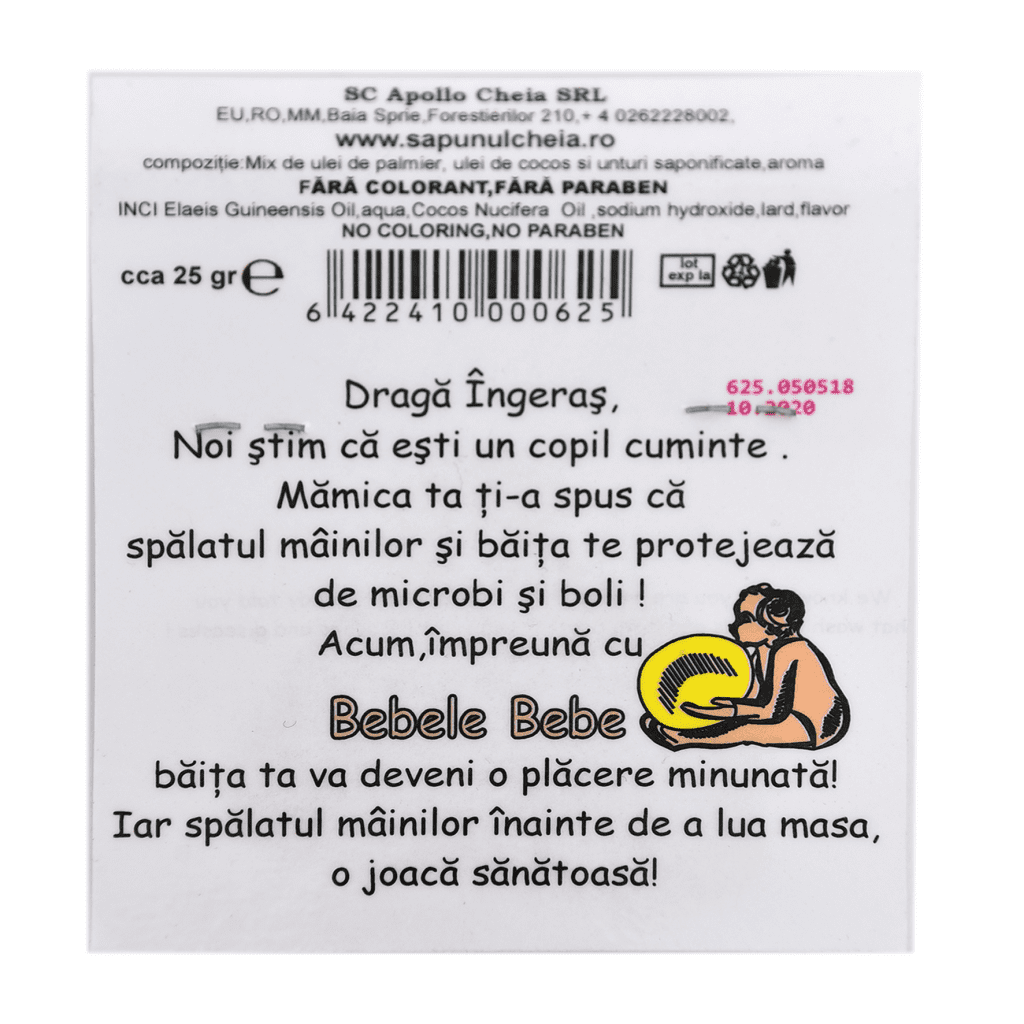 SC Apollo Cheia SRL
EU,RO,MM,Baia Sprie,Forestierilor 210,+ 4 0262228002,
www.sapunulcheia.ro
compoziție:Mix de ulei de palmier, ulei de cocos si unturi saponificate,aroma
FĂRĂ COLORANT,FĂRĂ PARABEN
INCI Elaeis Guineensis Oil,aqua,Cocos Nucifera Oil ,sodium hydroxide,lard,flavor
NO COLORING,NO PARABEN
cca 25 gr e
lot
exp la
6 422410 000625
625.050518
10.2020
Dragă Îngeraş,
Noi ştim că eşti un copil cuminte .
Mămica ta ți-a spus că
spălatul mâinilor şi băița te protejează
de microbi şi boli !
Acum,împreună cu
Bebele Bebe
băița ta va deveni o plăcere minunată!
Iar spălatul mâinilor înainte de a lua masa,
o joacă sănătoasă!